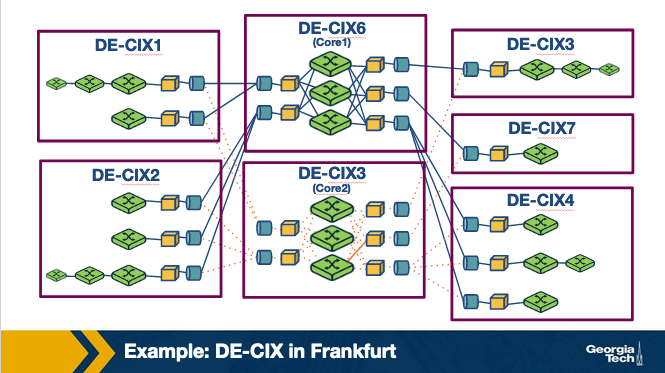 DE-CIX1
DE-CIX6
(Core1)
DE-CIX3
DE-CIX7
DE-CIX2
DE-CIX3
(Core2)
DE-CIX4
Example: DE-CIX in Frankfurt
Georgia
Tech